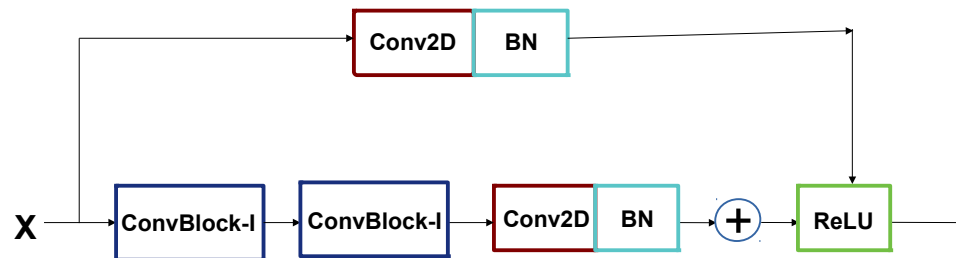 Conv2D BN
X ConvBlock-I ConvBlock-I Conv2D BN + ReLU